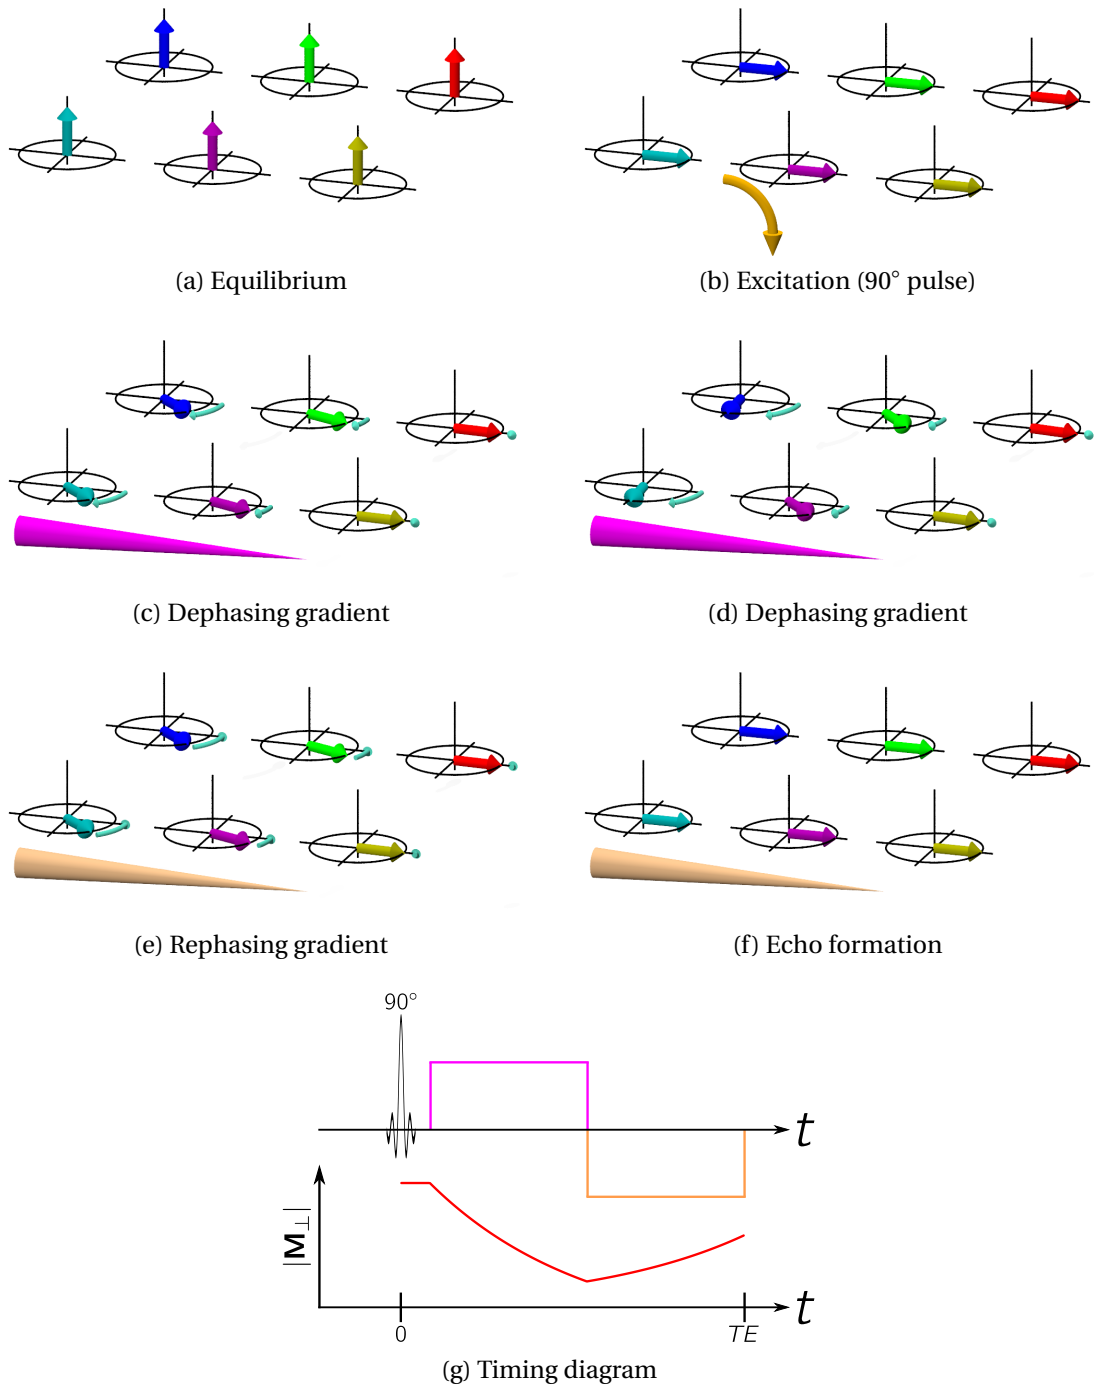 (a) Equilibrium
(b) Excitation (90° pulse)
(c) Dephasing gradient
(d) Dephasing gradient
(e) Rephasing gradient
(f) Echo formation
90°
t
|M⊥|
t
0
TE
(g) Timing diagram